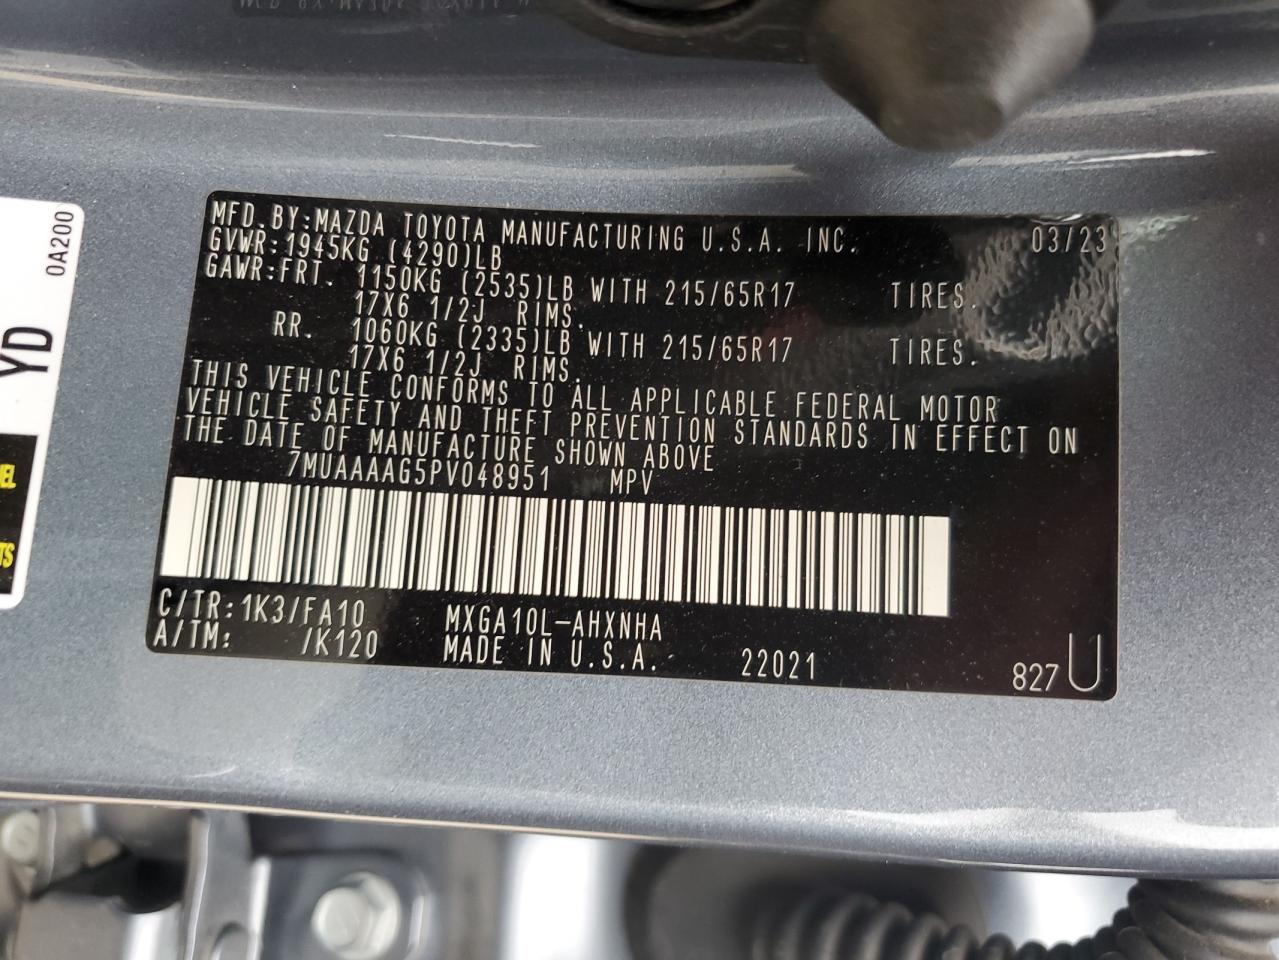 MFD. BY: MAZDA TOYOTA MANUFACTURING U.S.A. INC. 03/23
GVWR: 1945KG (4290)LB
GAWR: FRT. 1150KG (2535)LB WITH 215/65R17 TIRES.
17X6 1/2J RIMS.
RR. 1060KG (2335)LB WITH 215/65R17 TIRES.
17X6 1/2J RIMS.
THIS VEHICLE CONFORMS TO ALL APPLICABLE FEDERAL MOTOR
VEHICLE SAFETY AND THEFT PREVENTION STANDARDS IN EFFECT ON
THE DATE OF MANUFACTURE SHOWN ABOVE
7MUAAAAG5PV048951 MPV
C/TR: 1K3/FA10 MXGA10L-AHXNHA
A/TM: /K120 MADE IN U.S.A. 22021 827 U
0A200
YD